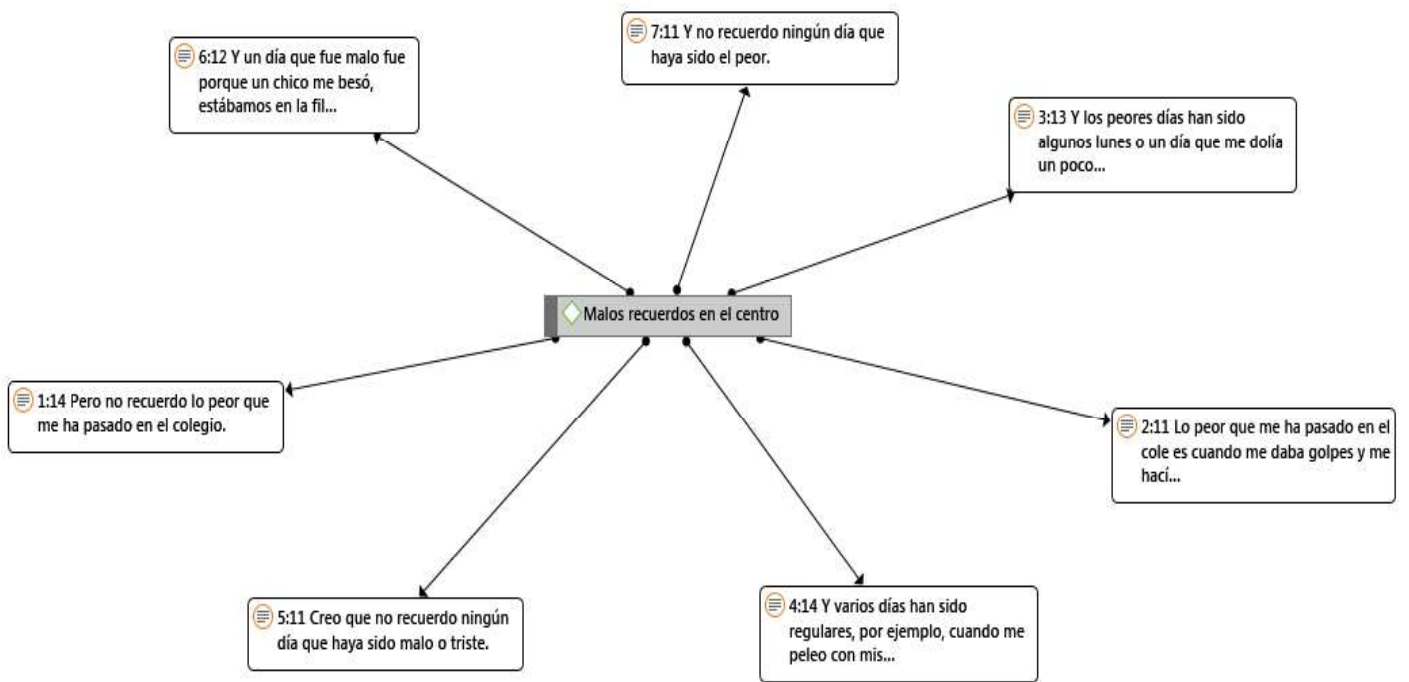 6:12 Y un día que fue malo fue
porque un chico me besó,
estábamos en la fil...
7:11 Y no recuerdo ningún día que
haya sido el peor.
3:13 Y los peores días han sido
algunos lunes o un día que me dolía
un poco...
Malos recuerdos en el centro
1:14 Pero no recuerdo lo peor que
me ha pasado en el colegio.
2:11 Lo peor que me ha pasado en el
cole es cuando me daba golpes y me
hací...
5:11 Creo que no recuerdo ningún
día que haya sido malo o triste.
4:14 Y varios días han sido
regulares, por ejemplo, cuando me
peleo con mis...